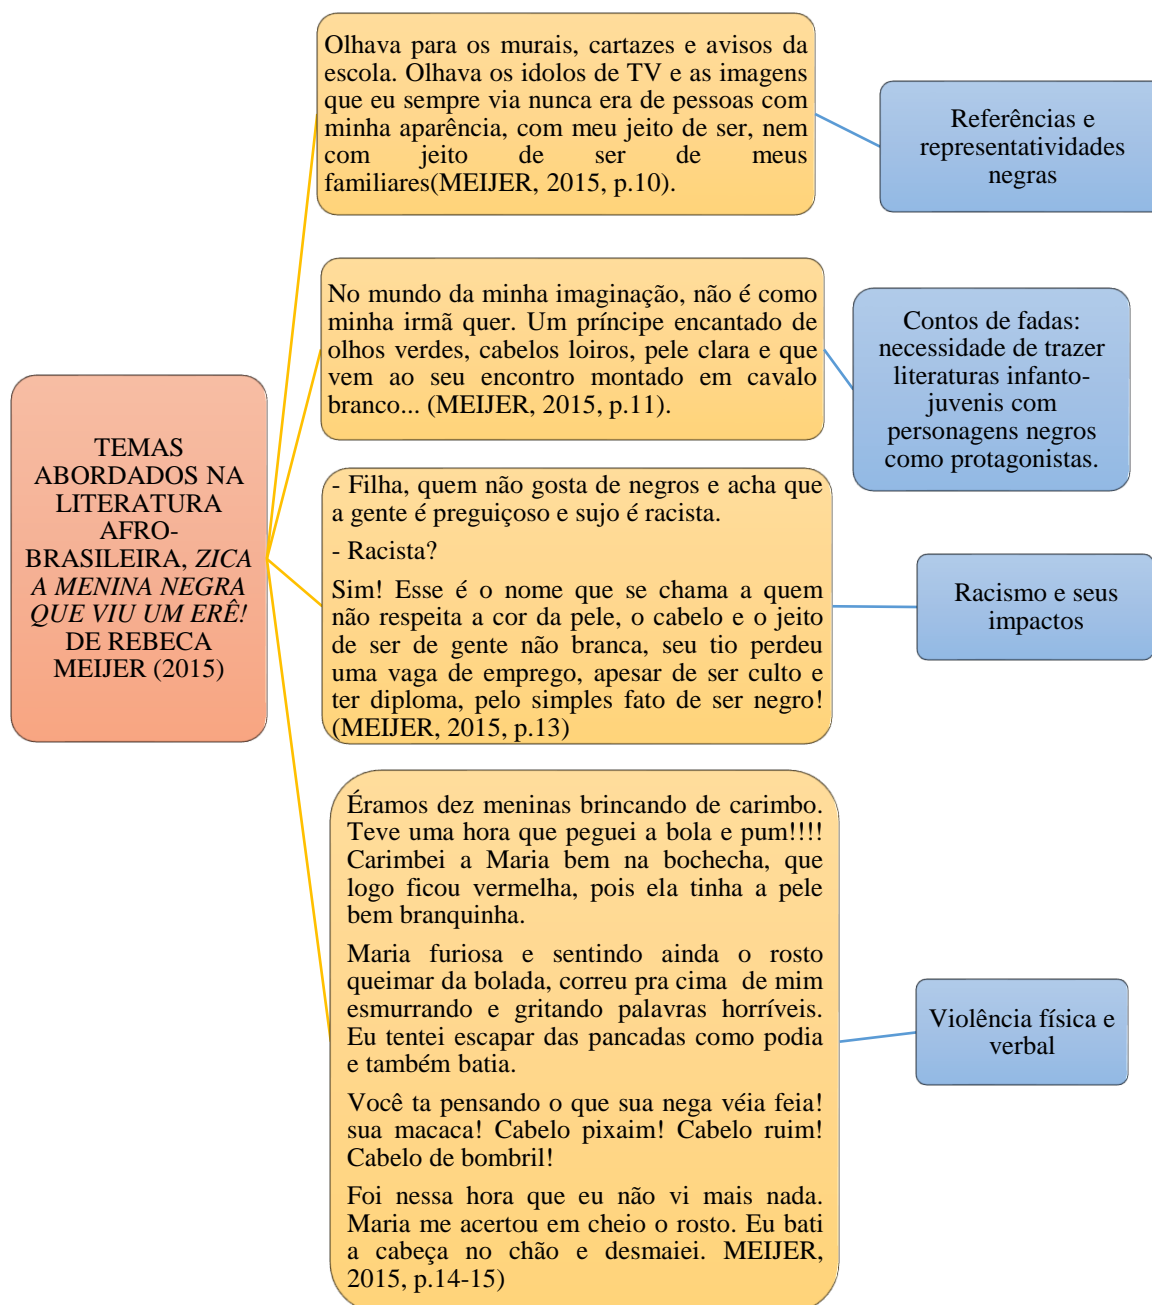 TEMAS
ABORDADOS NA
LITERATURA
AFRO-
BRASILEIRA, ZICA
A MENINA NEGRA
QUE VIU UM ERÊ!
DE REBECA
MEIJER (2015)
Olhava para os murais, cartazes e avisos da
escola. Olhava os idolos de TV e as imagens
que eu sempre via nunca era de pessoas com
minha aparência, com meu jeito de ser, nem
com jeito de ser de meus
familiares(MEIJER, 2015, p.10).
Referências e
representatividades
negras
No mundo da minha imaginação, não é como
minha irmã quer. Um príncipe encantado de
olhos verdes, cabelos loiros, pele clara e que
vem ao seu encontro montado em cavalo
branco... (MEIJER, 2015, p.11).
Contos de fadas:
necessidade de trazer
literaturas infanto-
juvenis com
personagens negros
como protagonistas.
- Filha, quem não gosta de negros e acha que
a gente é preguiçoso e sujo é racista.
- Racista?
Sim! Esse é o nome que se chama a quem
não respeita a cor da pele, o cabelo e o jeito
de ser de gente não branca, seu tio perdeu
uma vaga de emprego, apesar de ser culto e
ter diploma, pelo simples fato de ser negro!
(MEIJER, 2015, p.13)
Racismo e seus
impactos
Éramos dez meninas brincando de carimbo.
Teve uma hora que peguei a bola e pum!!!!
Carimbei a Maria bem na bochecha, que
logo ficou vermelha, pois ela tinha a pele
bem branquinha.
Maria furiosa e sentindo ainda o rosto
queimar da bolada, correu pra cima de mim
esmurrando e gritando palavras horríveis.
Eu tentei escapar das pancadas como podia
e também batia.
Você ta pensando o que sua nega véia feia!
sua macaca! Cabelo pixaim! Cabelo ruim!
Cabelo de bombril!
Foi nessa hora que eu não vi mais nada.
Maria me acertou em cheio o rosto. Eu bati
a cabeça no chão e desmaiei. MEIJER,
2015, p.14-15)
Violência física e
verbal